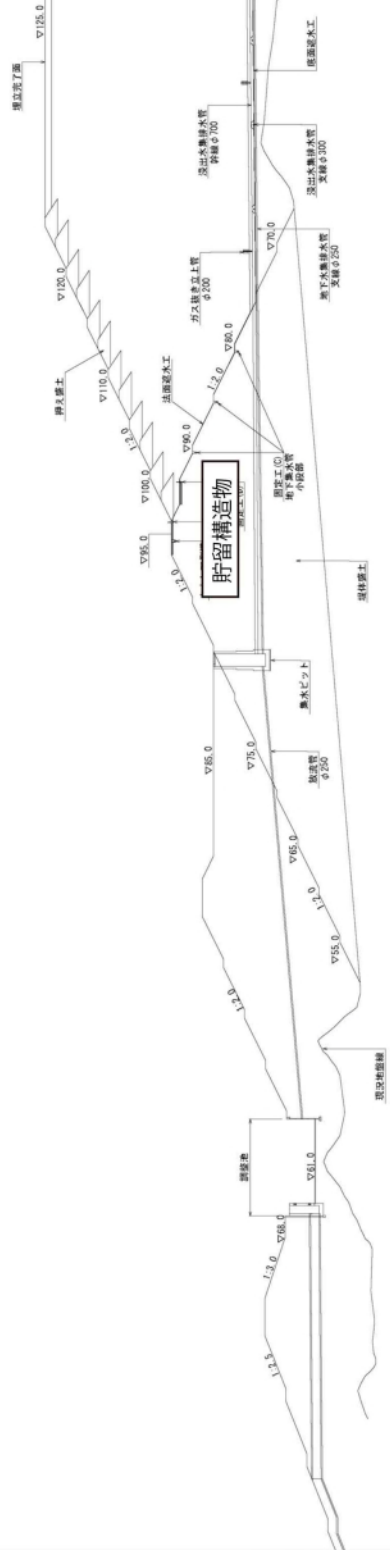 ▽125.0
埋立完了面
▽120.0
押え盛土
▽110.0
1:2.0
▽100.0
▽95.0
1:2.0
法面遮水工
▽90.0
1:2.0
▽80.0
▽70.0
貯留構造物
固定工(C)
地下集水管
小段部
ガス抜き立上管
φ200
浸出水集排水管
幹線φ700
底面遮水工
浸出水集排水管
支線φ300
地下水集排水管
支線φ250
堤体盛土
集水ピット
放流管
φ250
▽85.0
▽75.0
▽65.0
1:2.0
▽55.0
1:2.0
現況地盤線
調整池
▽61.0
▽68.0
1:3.0
1:2.5